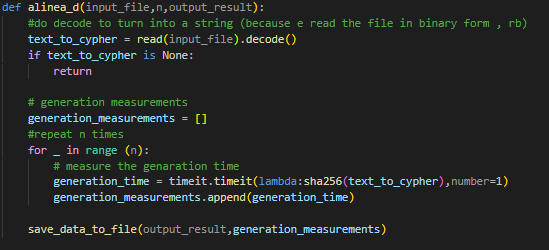 def alinea_d(input_file,n,output_result):
    #do decode to turn into a string (because e read the file in binary form , rb)
    text_to_cypher = read(input_file).decode()
    if text_to_cypher is None:
        return
    # generation measurements
    generation_measurements = []
    #repeat n times
    for _ in range (n):
        # measure the genaration time
        generation_time = timeit.timeit(lambda:sha256(text_to_cypher),number=1)
        generation_measurements.append(generation_time)
    save_data_to_file(output_result,generation_measurements)